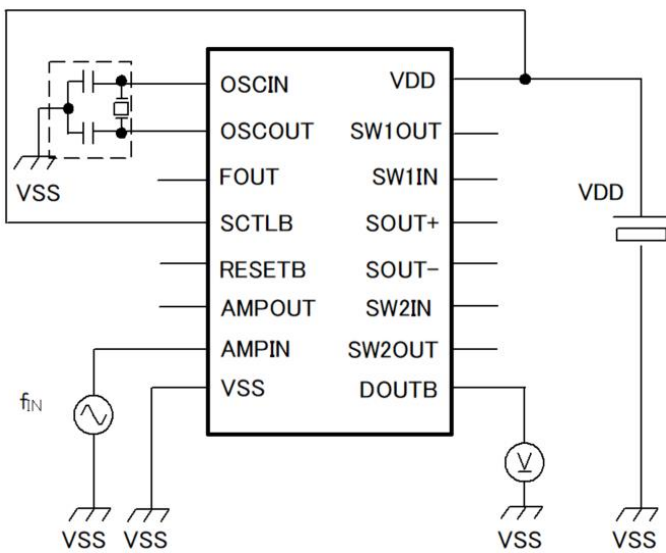 OSCIN
VDD
OSCOUT
SW1OUT
FOUT
SW1IN
VSS
VDD
SCTLB
SOUT+
RESETB
SOUT-
AMPOUT
SW2IN
AMPIN
SW2OUT
VSS
DOUTB
fIN
V
VSS
VSS
VSS
VSS